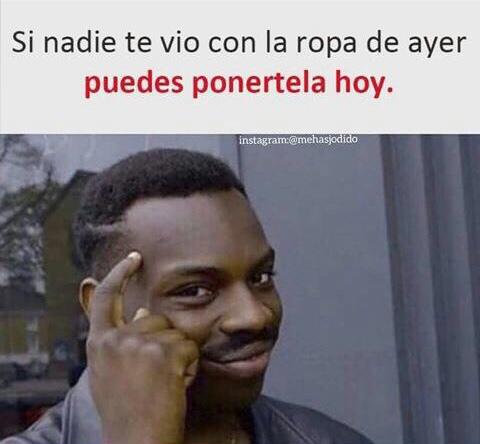 Si nadie te vio con la ropa de ayer
puedes ponertela hoy.
instagram:@mehasjodido